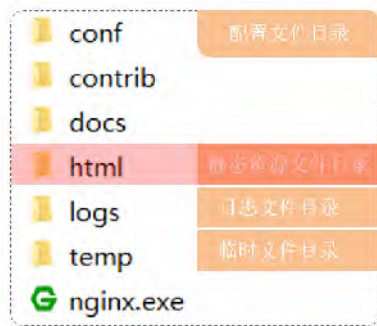 conf 配置文件目录
contrib
docs
html 静态资源文件目录
logs 日志文件目录
temp 临时文件目录
nginx.exe